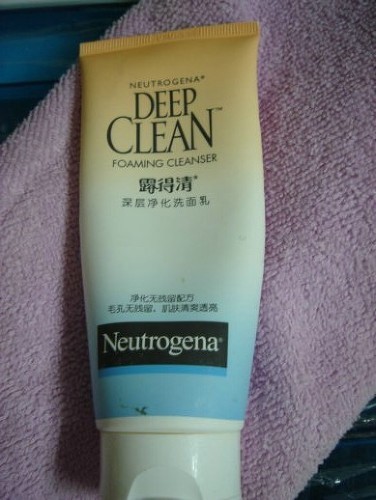 NEUTROGENA®
DEEP
CLEAN™
FOAMING CLEANSER
露得清®
深层净化洗面乳
净化无残留配方
毛孔无残留，肌肤清爽透亮
Neutrogena®